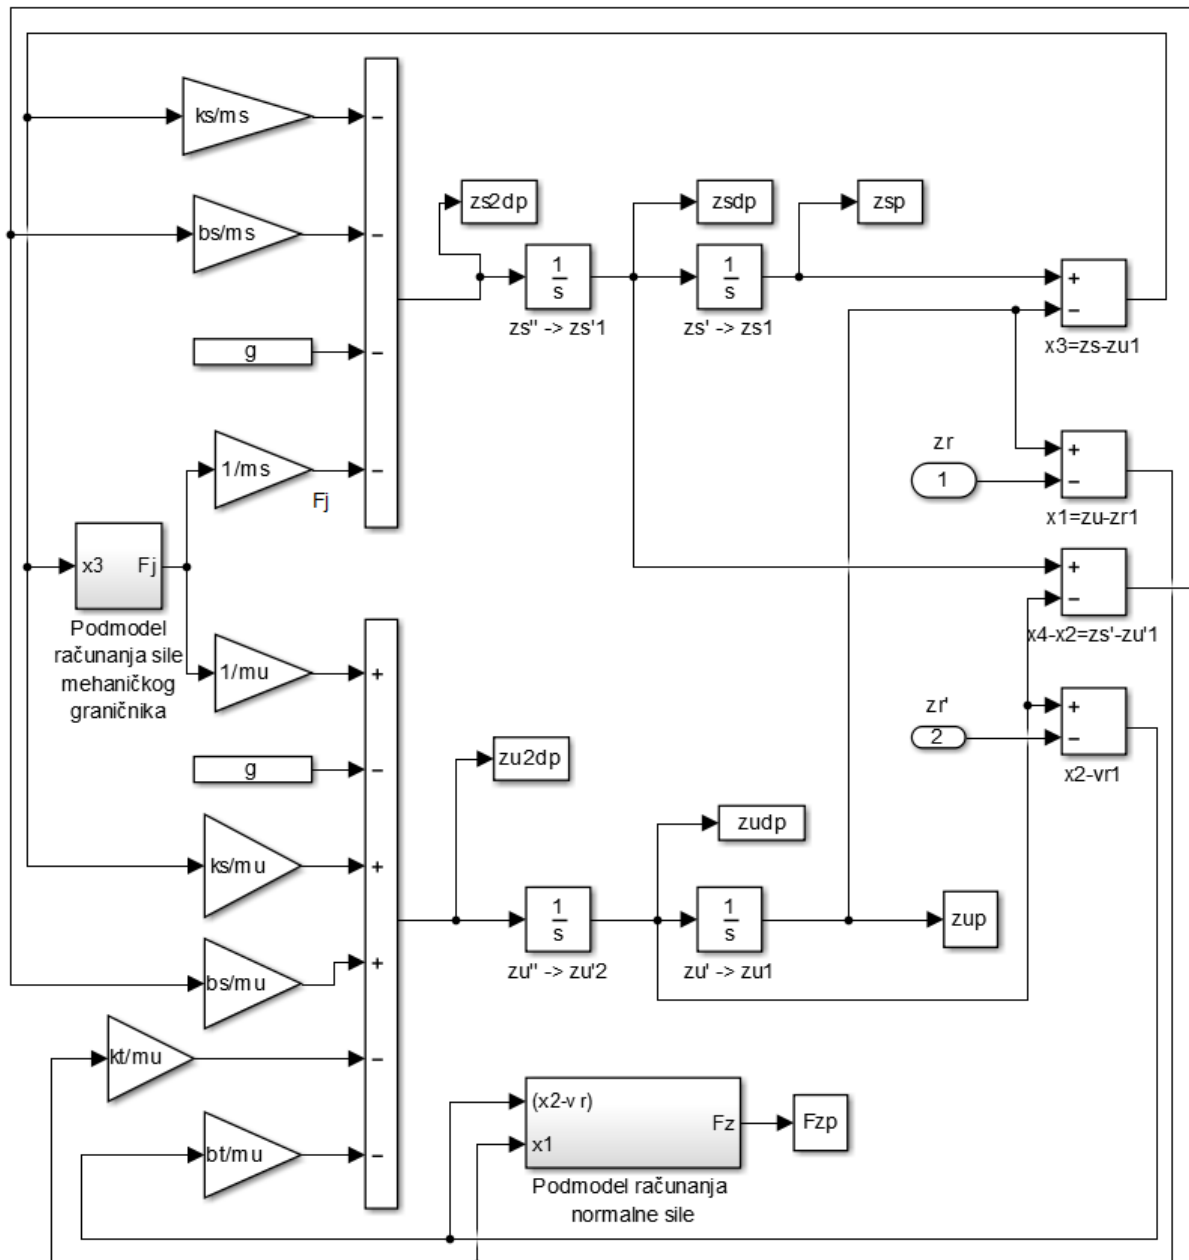 ks/ms
-
bs/ms
-
zs2dp
zsdp
zsp
1
s
zs'' -> zs'1
1
s
zs' -> zs1
+
-
x3=zs-zu1
g
-
1/ms
-
Fj
zr
1
+
-
x1=zu-zr1
x3
Fj
Podmodel
računanja sile
mehaničkog
graničnika
+
-
x4-x2=zs'-zu'1
1/mu
+
zr'
2
+
-
x2-vr1
g
-
zu2dp
zudp
ks/mu
+
1
s
zu'' -> zu'2
1
s
zu' -> zu1
zup
bs/mu
+
kt/mu
-
bt/mu
-
(x2-vr)
x1
Fz
Fzp
Podmodel računanja
normalne sile